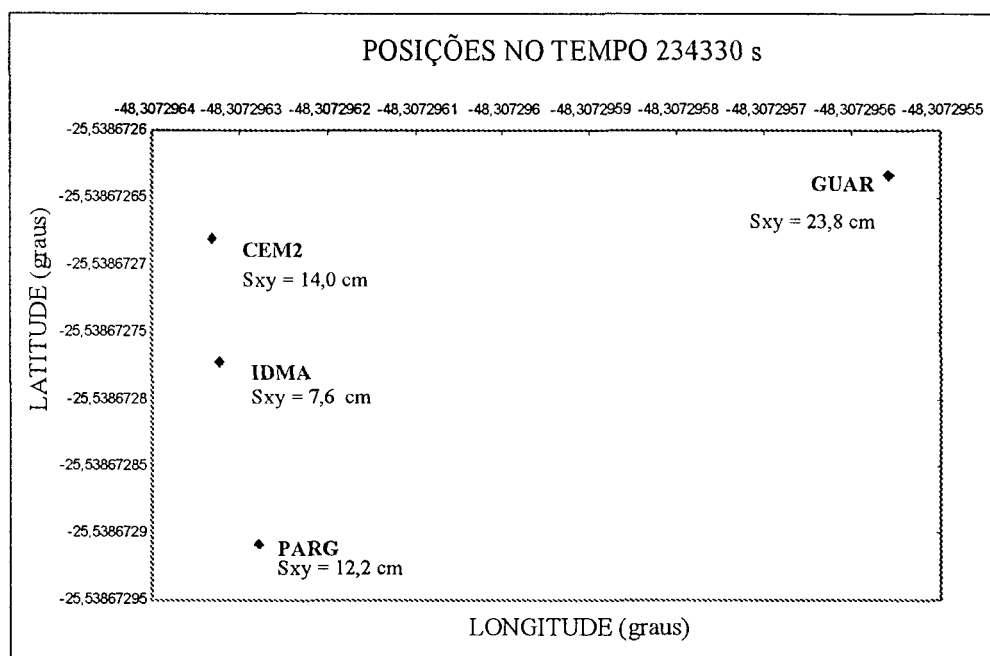 POSIÇÕES NO TEMPO 234330 s
-48,3072964 -48,3072963 -48,3072962 -48,3072961 -48,307296 -48,3072959 -48,3072958 -48,3072957 -48,3072956 -48,3072955
-25,5386726
-25,53867265
-25,5386727
-25,53867275
-25,5386728
-25,53867285
-25,5386729
-25,53867295
LATITUDE (graus)
GUAR
Sxy = 23,8 cm
CEM2
Sxy = 14,0 cm
IDMA
Sxy = 7,6 cm
PARG
Sxy = 12,2 cm
LONGITUDE (graus)